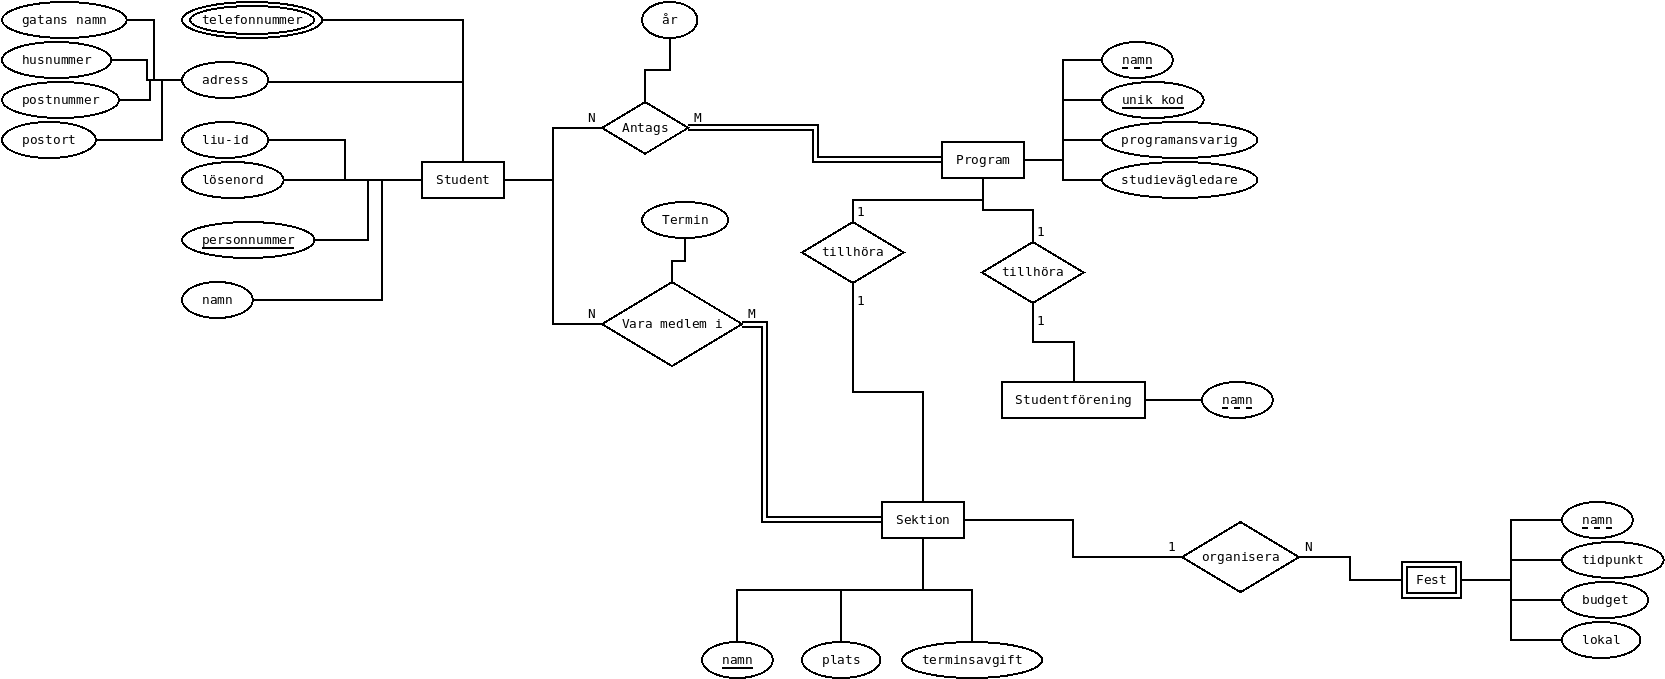 gatans namn
husnummer
postnummer
postort
telefonnummer
adress
liu-id
lösenord
personnummer
namn
Student
år
N
Antags
M
Termin
N
Vara medlem i
M
Program
namn
unik kod
programansvarig
studievägledare
1
tillhöra
1
1
tillhöra
1
Studentförening
namn
Sektion
namn
plats
terminsavgift
1
organisera
N
Fest
namn
tidpunkt
budget
lokal